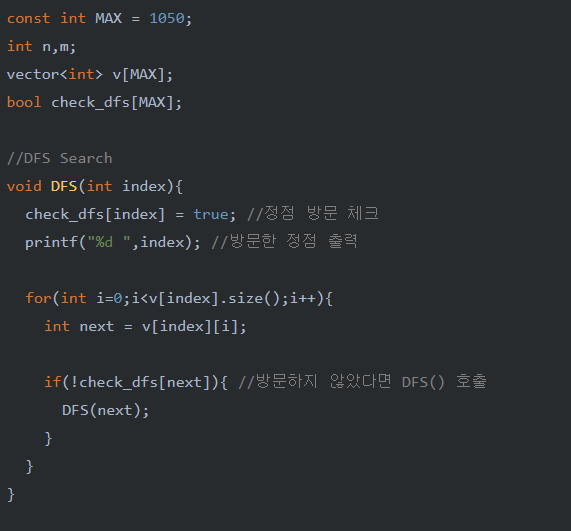 const int MAX = 1050;
int n,m;
vector<int> v[MAX];
bool check_dfs[MAX];
//DFS Search
void DFS(int index){
check_dfs[index] = true; //정점 방문 체크
printf("%d ",index); //방문한 정점 출력
for(int i=0;i<v[index].size();i++){
int next = v[index][i];
if(!check_dfs[next]){ //방문하지 않았다면 DFS() 호출
DFS(next);
}
}
}